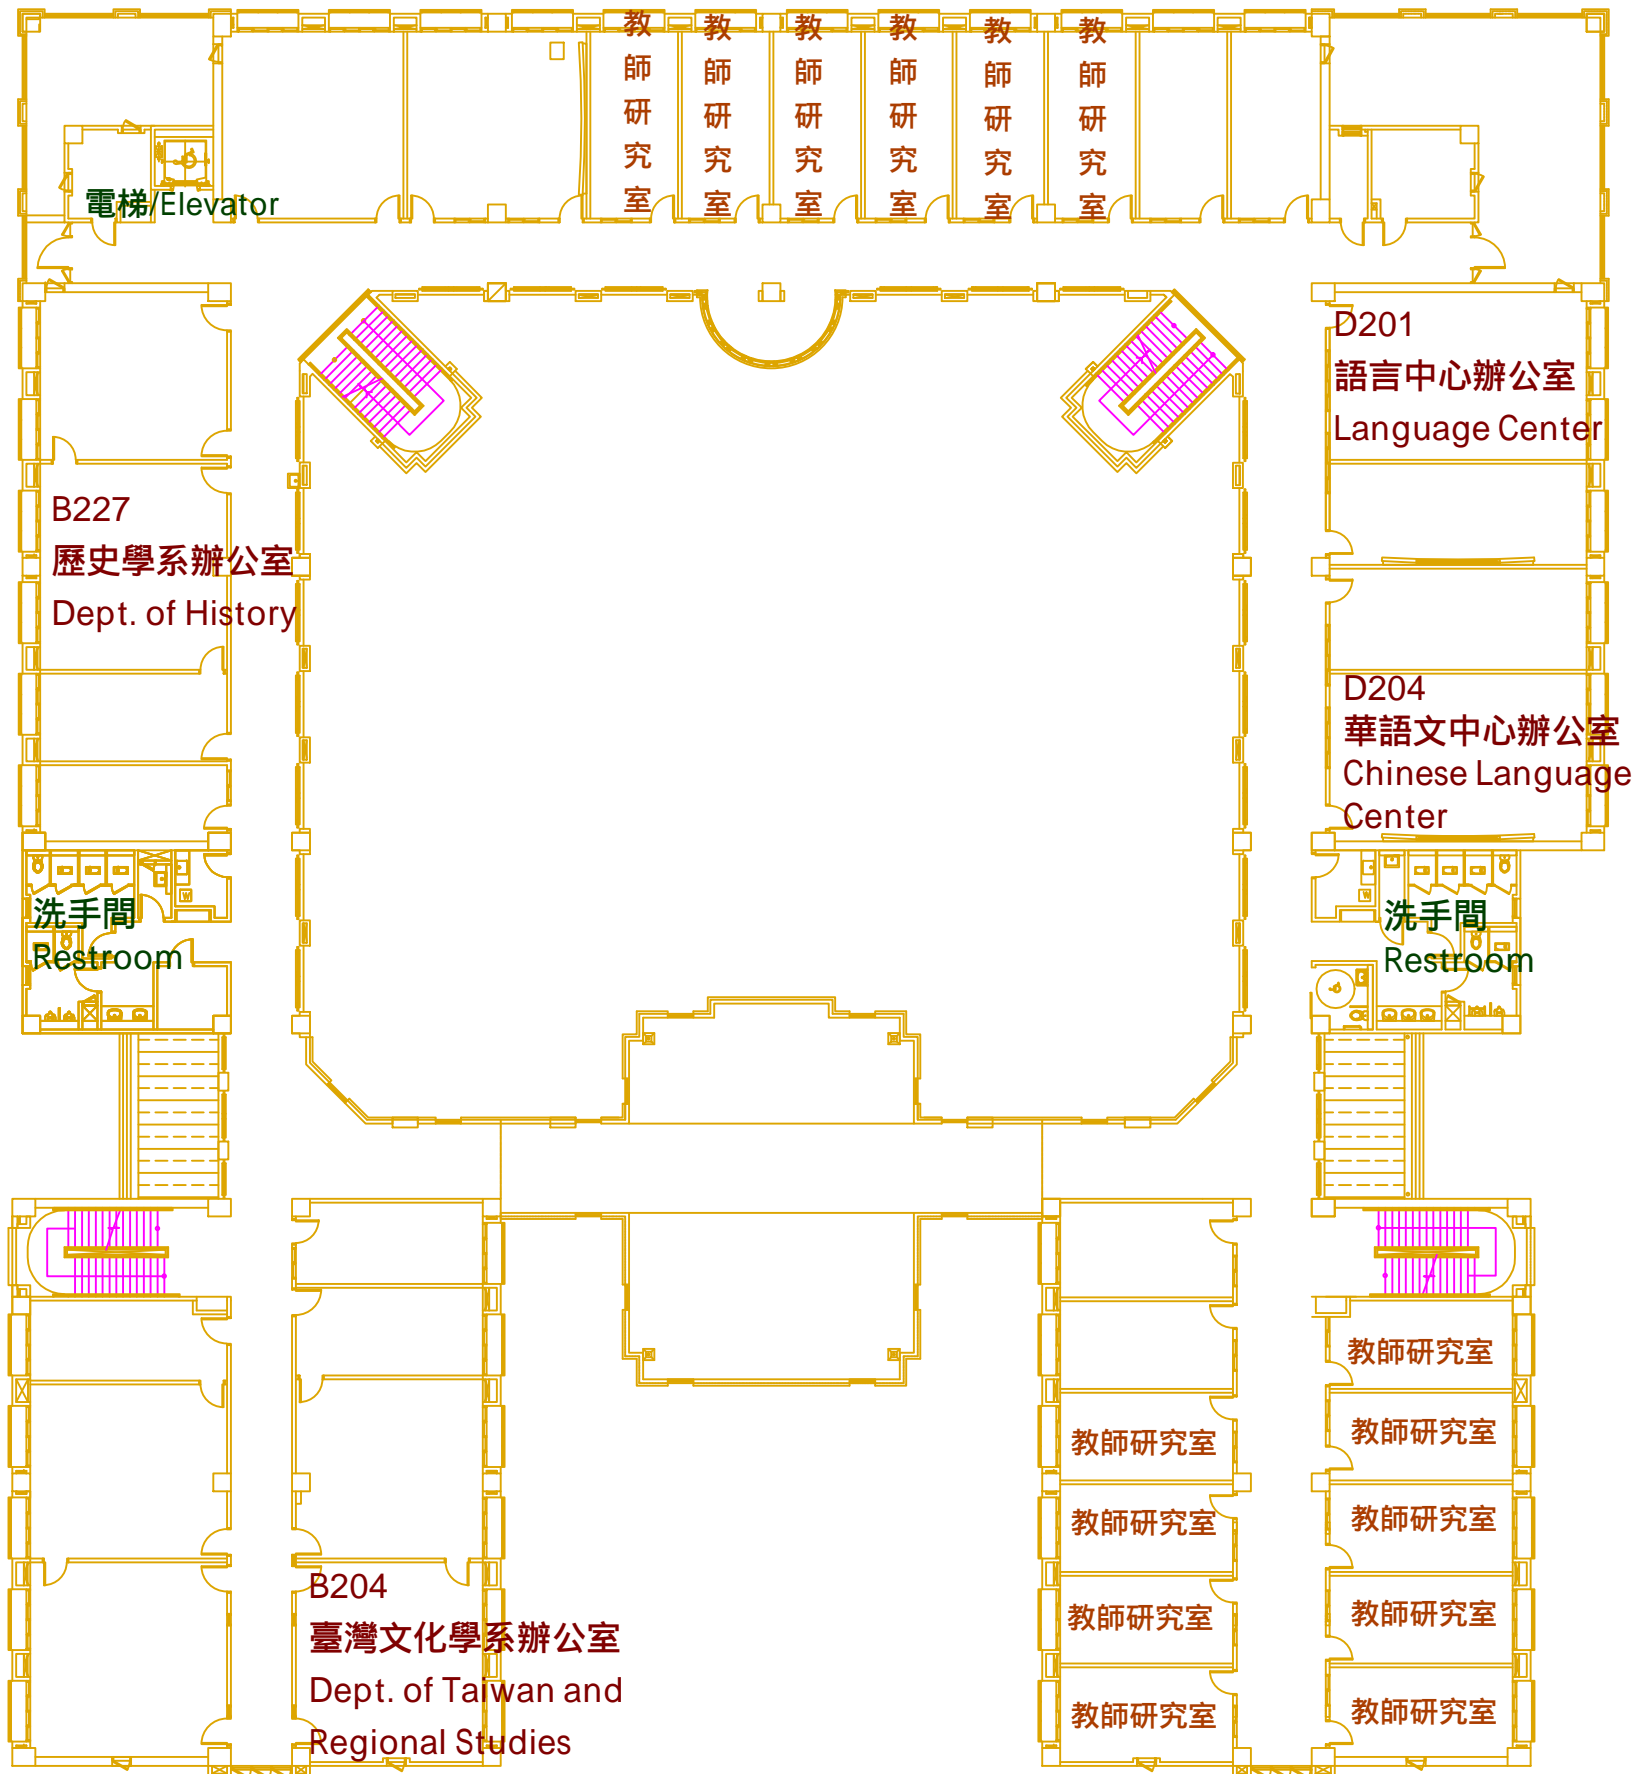 教師研究室
教師研究室
教師研究室
教師研究室
教師研究室
教師研究室
電梯/Elevator
D201
語言中心辦公室
Language Center
B227
歷史學系辦公室
Dept. of History
D204
華語文中心辦公室
Chinese Language
Center
洗手間
Restroom
洗手間
Restroom
教師研究室
教師研究室
教師研究室
教師研究室
教師研究室
教師研究室
教師研究室
教師研究室
教師研究室
B204
臺灣文化學系辦公室
Dept. of Taiwan and
Regional Studies